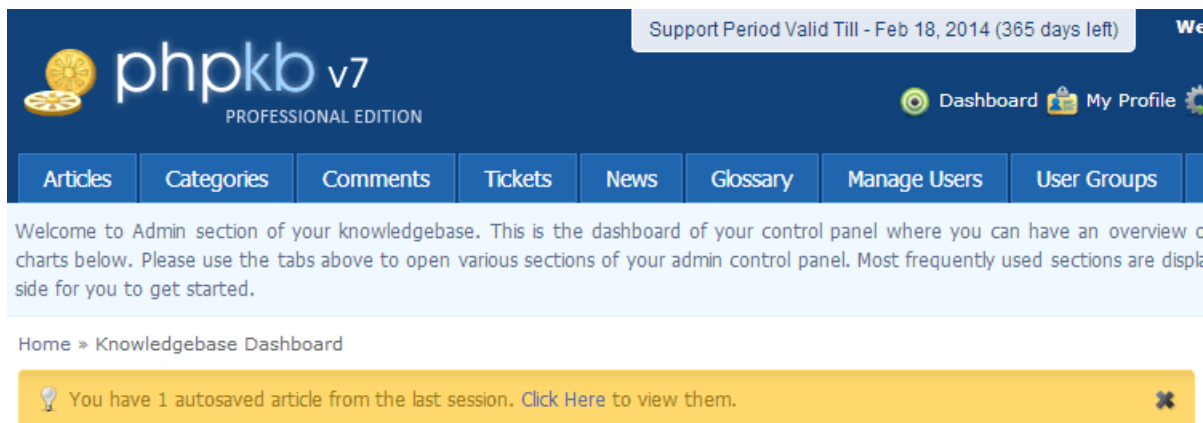 Support Period Valid Till - Feb 18, 2014 (365 days left)
phpkb v7
PROFESSIONAL EDITION
Dashboard My Profile
Articles Categories Comments Tickets News Glossary Manage Users User Groups
Welcome to Admin section of your knowledgebase. This is the dashboard of your control panel where you can have an overview
charts below. Please use the tabs above to open various sections of your admin control panel. Most frequently used sections are
side for you to get started.
Home » Knowledgebase Dashboard
You have 1 autosaved article from the last session. Click Here to view them.